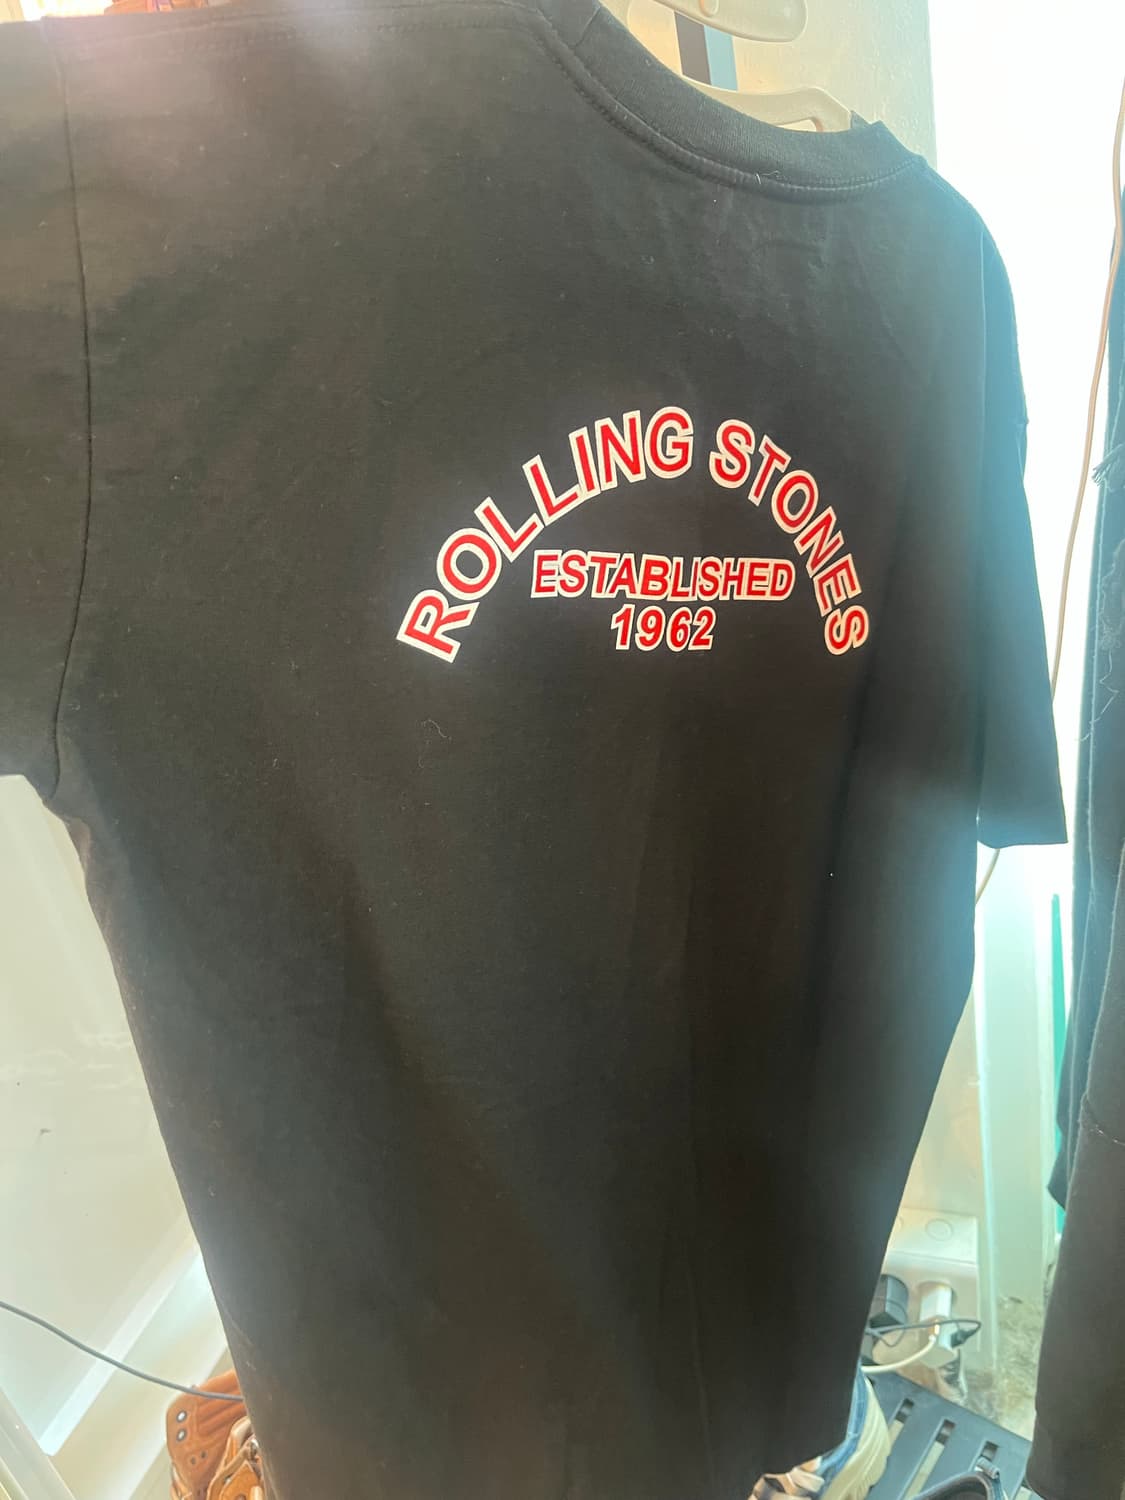 ROLLING STONES
ESTABLISHED
1962